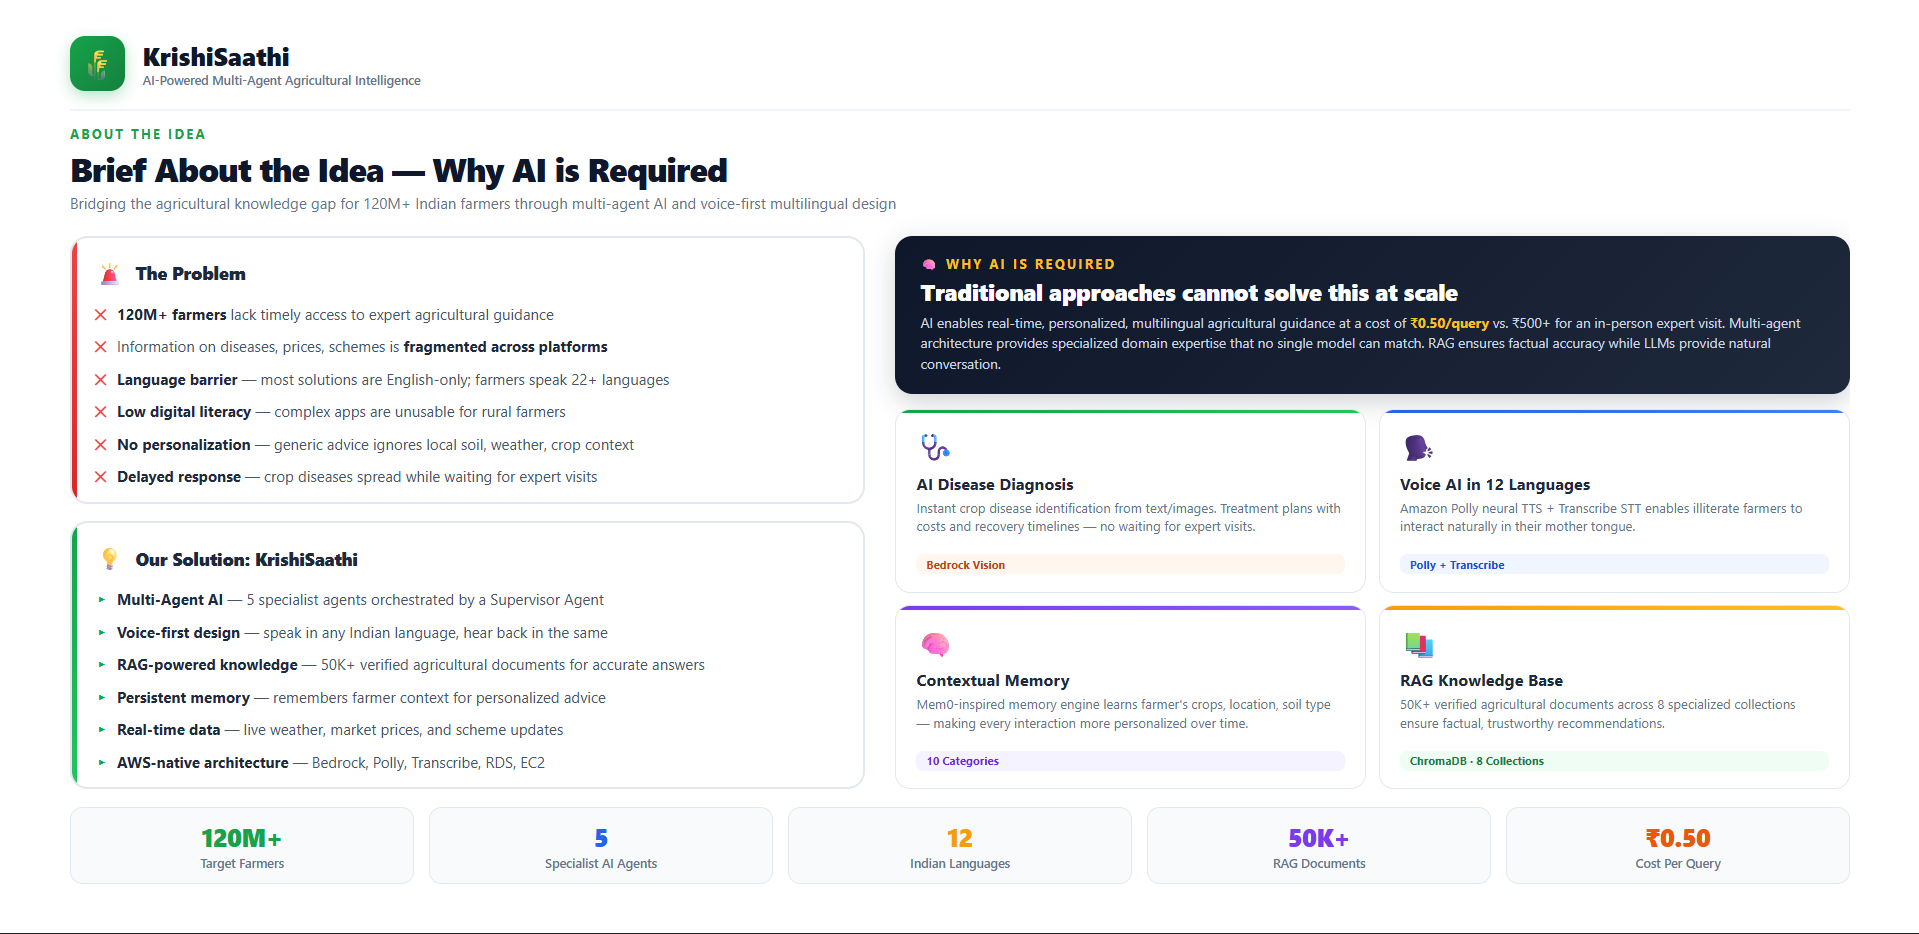 KrishiSaathi
AI-Powered Multi-Agent Agricultural Intelligence
ABOUT THE IDEA
Brief About the Idea — Why AI is Required
Bridging the agricultural knowledge gap for 120M+ Indian farmers through multi-agent AI and voice-first multilingual design
The Problem
120M+ farmers lack timely access to expert agricultural guidance
Information on diseases, prices, schemes is fragmented across platforms
Language barrier — most solutions are English-only; farmers speak 22+ languages
Low digital literacy — complex apps are unusable for rural farmers
No personalization — generic advice ignores local soil, weather, crop context
Delayed response — crop diseases spread while waiting for expert visits
Our Solution: KrishiSaathi
Multi-Agent AI — 5 specialist agents orchestrated by a Supervisor Agent
Voice-first design — speak in any Indian language, hear back in the same
RAG-powered knowledge — 50K+ verified agricultural documents for accurate answers
Persistent memory — remembers farmer context for personalized advice
Real-time data — live weather, market prices, and scheme updates
AWS-native architecture — Bedrock, Polly, Transcribe, RDS, EC2
WHY AI IS REQUIRED
Traditional approaches cannot solve this at scale
AI enables real-time, personalized, multilingual agricultural guidance at a cost of ₹0.50/query vs. ₹500+ for an in-person expert visit. Multi-agent
architecture provides specialized domain expertise that no single model can match. RAG ensures factual accuracy while LLMs provide natural
conversation.
AI Disease Diagnosis
Instant crop disease identification from text/images. Treatment plans with
costs and recovery timelines — no waiting for expert visits.
Bedrock Vision
Voice AI in 12 Languages
Amazon Polly neural TTS + Transcribe STT enables illiterate farmers to
interact naturally in their mother tongue.
Polly + Transcribe
Contextual Memory
Mem0-inspired memory engine learns farmer's crops, location, soil type
— making every interaction more personalized over time.
10 Categories
RAG Knowledge Base
50K+ verified agricultural documents across 8 specialized collections
ensure factual, trustworthy recommendations.
ChromaDB · 8 Collections
120M+
Target Farmers
5
Specialist AI Agents
12
Indian Languages
50K+
RAG Documents
₹0.50
Cost Per Query